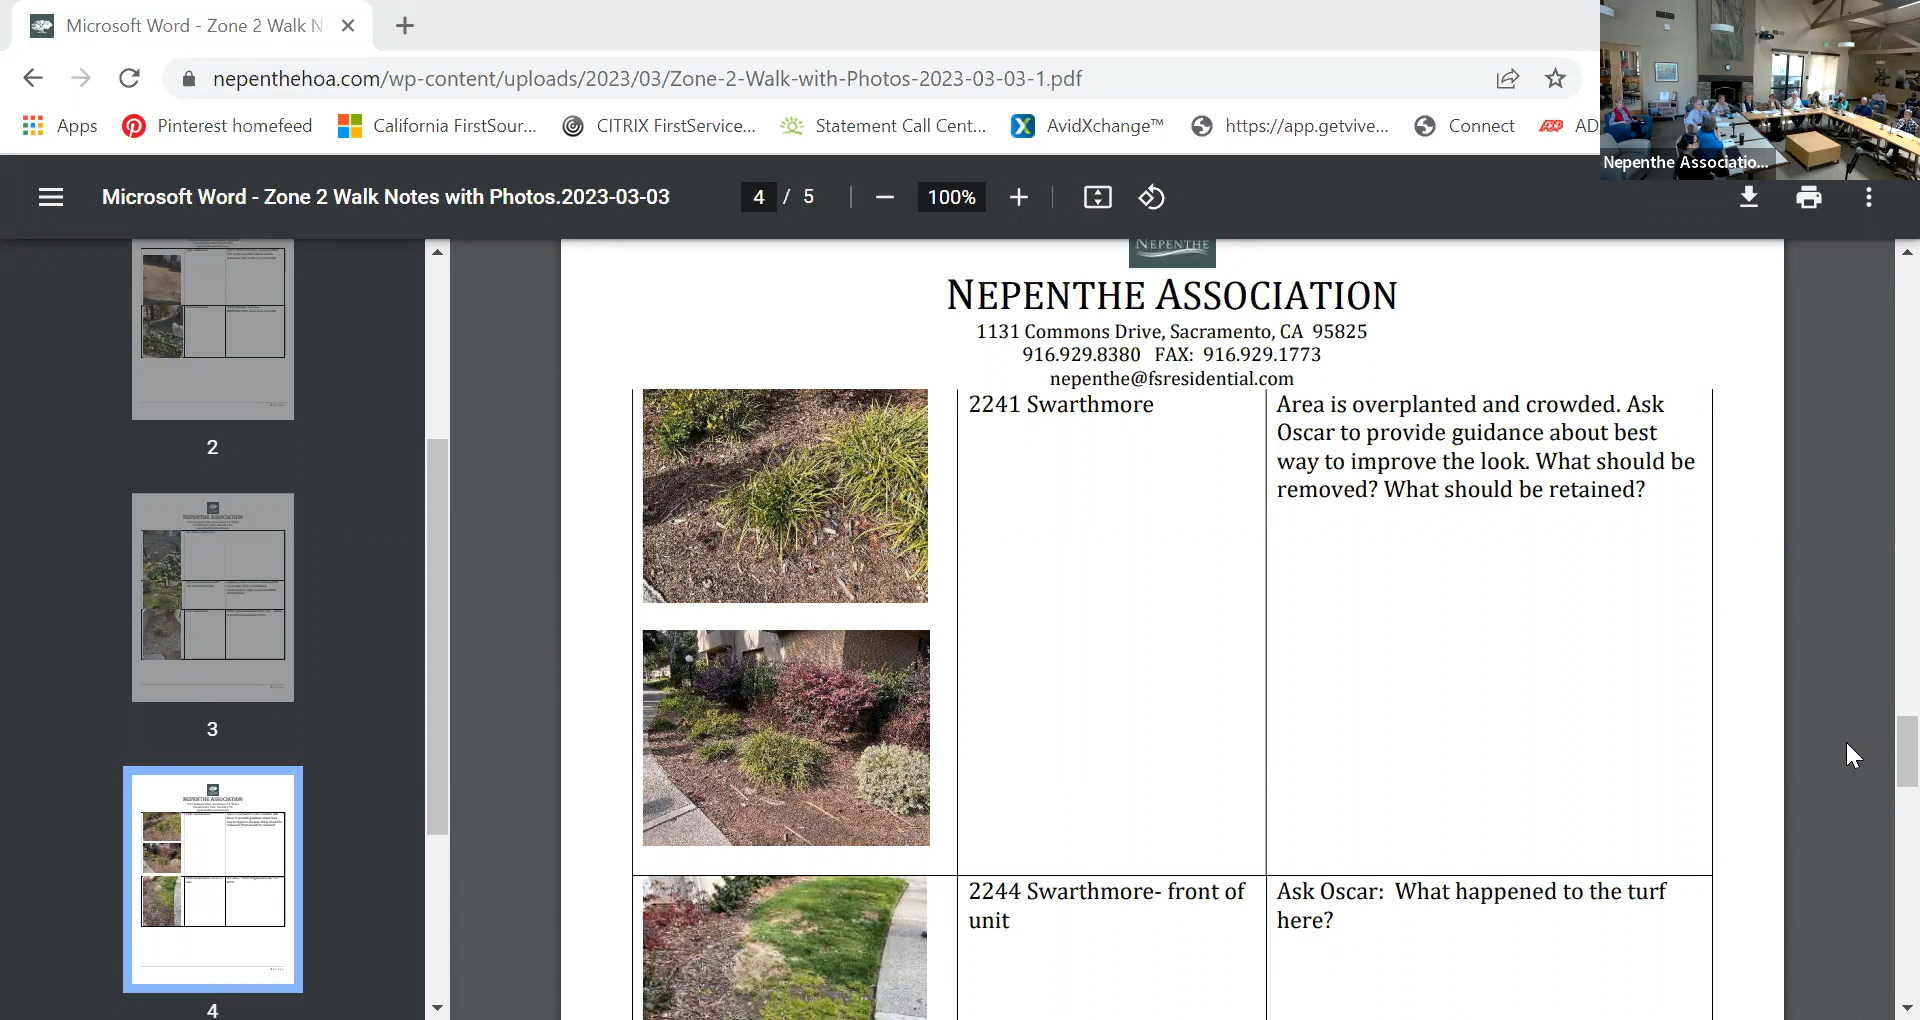 Microsoft Word - Zone 2 Walk N
nepenthehoa.com/wp-content/uploads/2023/03/Zone-2-Walk-with-Photos-2023-03-03-1.pdf
Apps
Pinterest homefeed
California FirstSour...
CITRIX FirstService...
Statement Call Cent...
AvidXchange™
https://app.getvive...
Connect
AD
Nepenthe Associatio...
Microsoft Word - Zone 2 Walk Notes with Photos.2023-03-03
4 / 5
100%
2
3
4
NEPENTHE
NEPENTHE ASSOCIATION
1131 Commons Drive, Sacramento, CA 95825
916.929.8380 FAX: 916.929.1773
nepenthe@fsresidential.com
2241 Swarthmore
Area is overplanted and crowded. Ask
Oscar to provide guidance about best
way to improve the look. What should be
removed? What should be retained?
2244 Swarthmore- front of
unit
Ask Oscar: What happened to the turf
here?